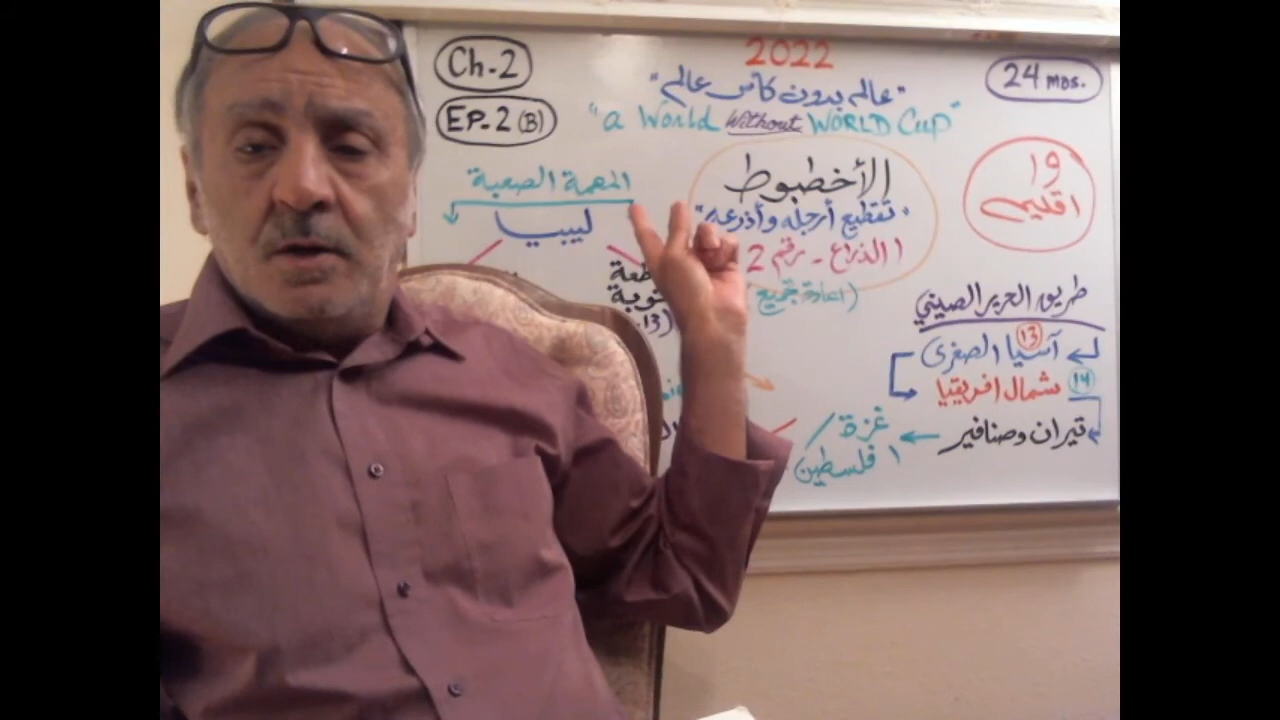 Ch-2
EP-2 (B)
2022
"عالم بدون كأس عالم"
"a World Without WORLD Cup"
24 mos.
19
اقليم
الأخطبوط
"تقطيع أرجله وأذرعه"
الذراع - رقم 2
(اعادة تجميع
المهمة الصعبة
ليبيا
طريق الحرير الصيني
13
آسيا الصغرى
14
شمال افريقيا
تيران وصنافير
غزة /
فلسطين